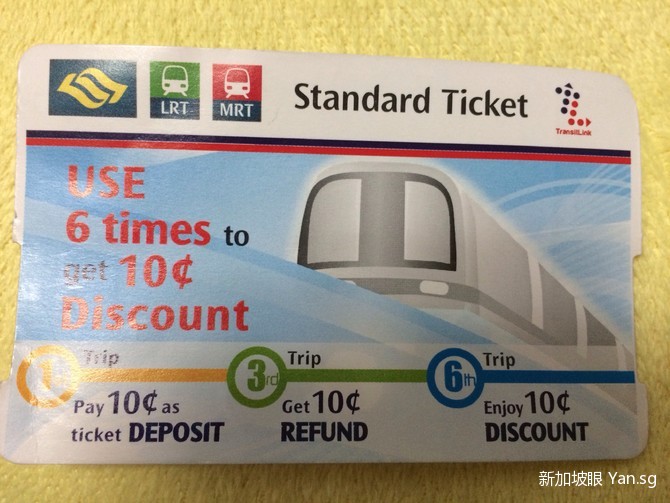 LRT
MRT
Standard Ticket
TransitLink
USE
6 times to
get 10¢
Discount
1 Trip
Pay 10¢ as
ticket DEPOSIT
3rd Trip
Get 10¢
REFUND
6th Trip
Enjoy 10¢
DISCOUNT
新加坡眼 Yan.sg